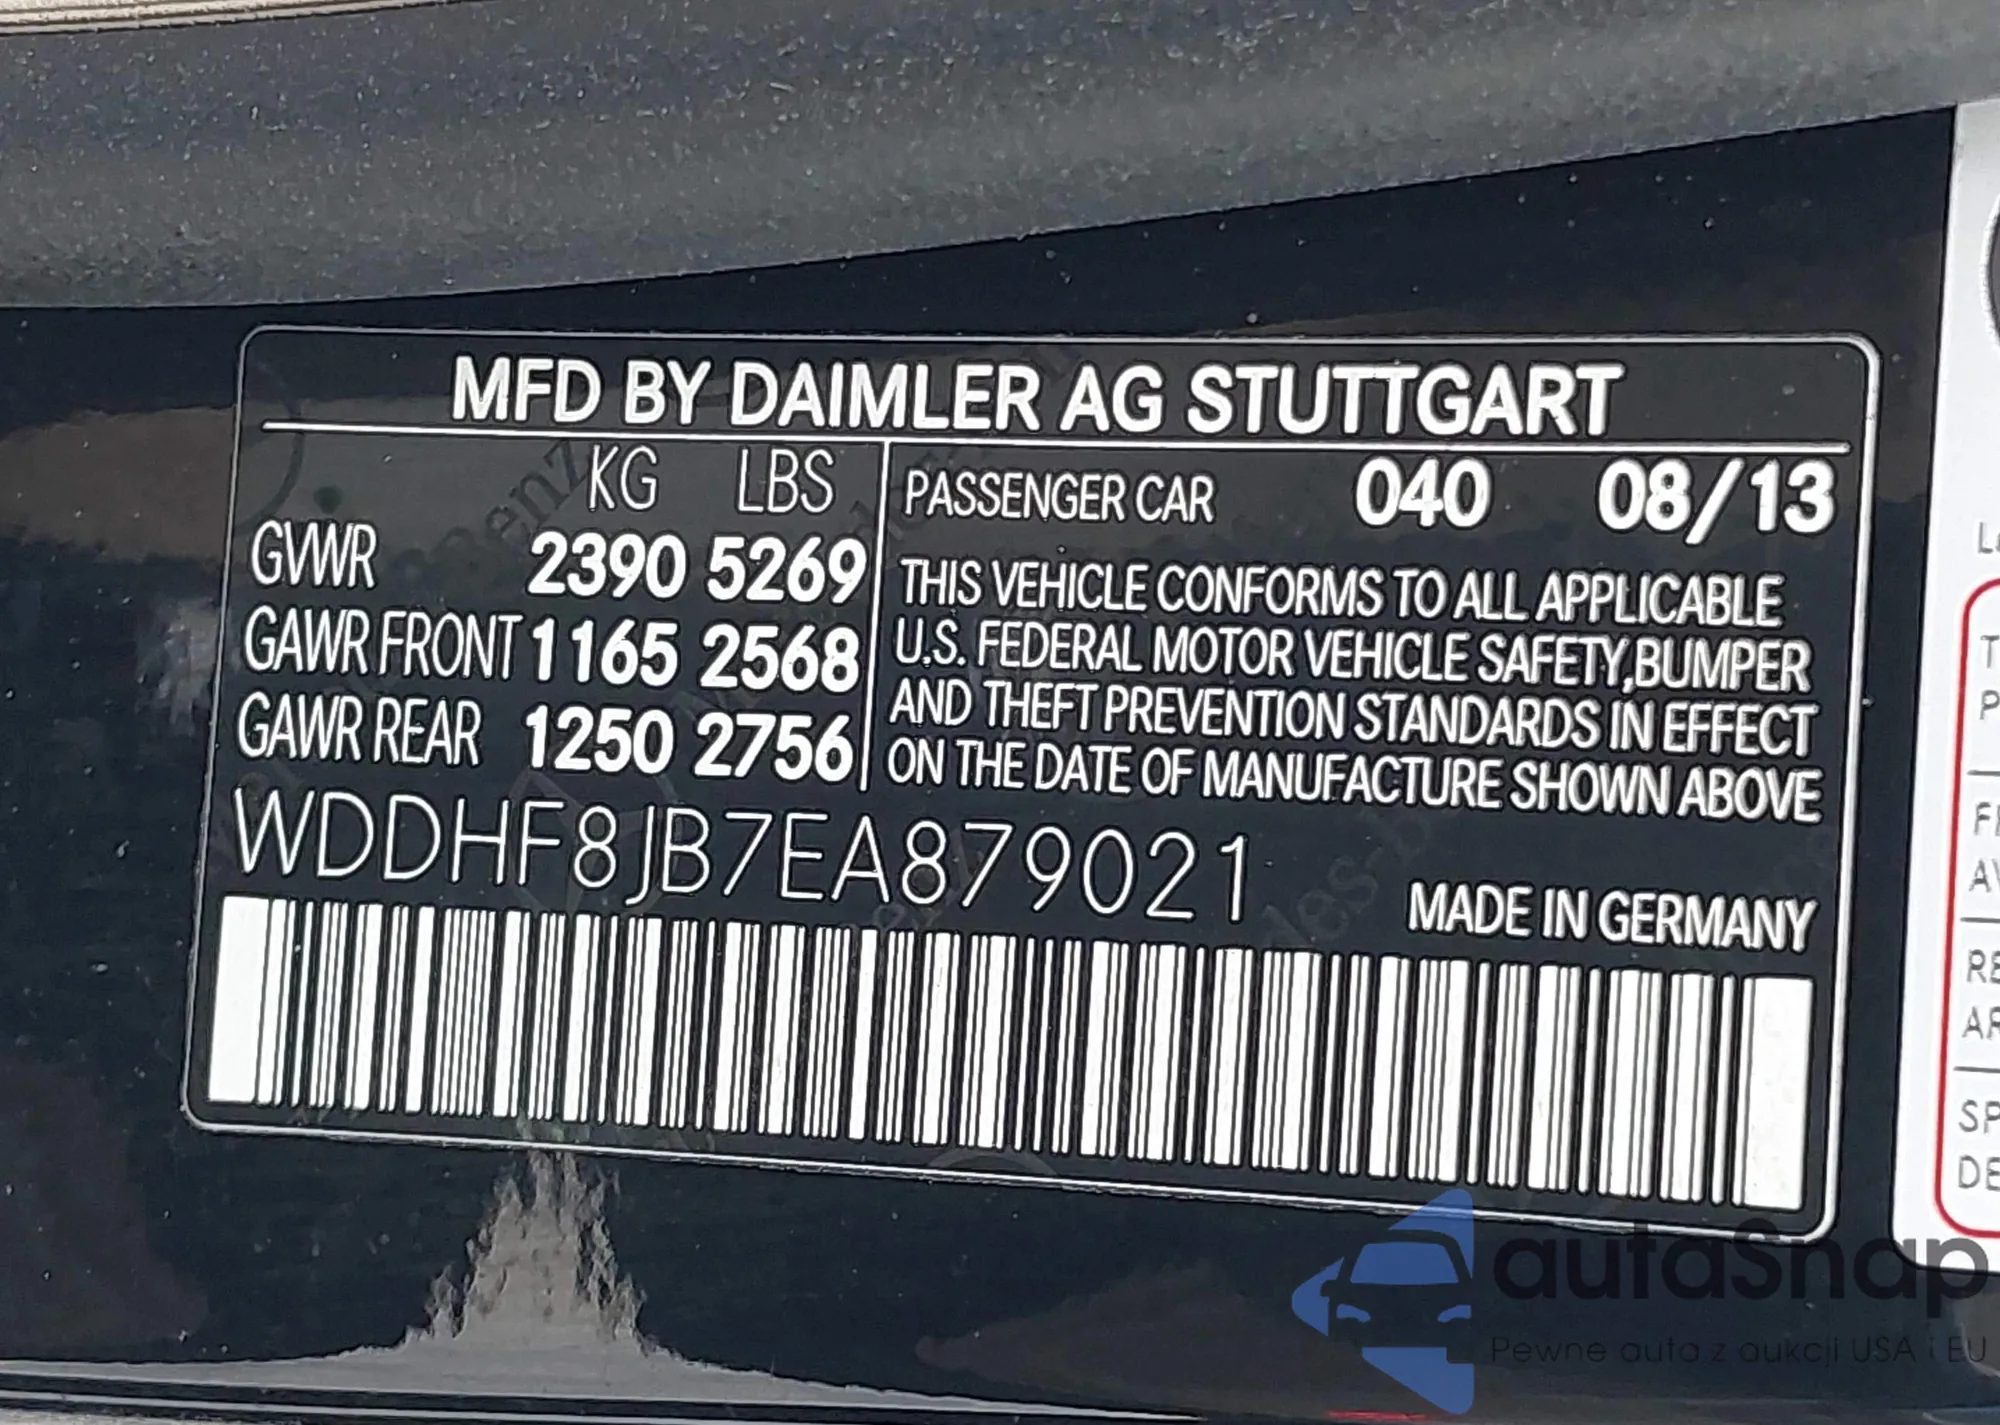 MFD BY DAIMLER AG STUTTGART
KG LBS
GVWR 2390 5269
GAWR FRONT 1165 2568
GAWR REAR 1250 2756
PASSENGER CAR 040 08/13
THIS VEHICLE CONFORMS TO ALL APPLICABLE
U.S. FEDERAL MOTOR VEHICLE SAFETY,BUMPER
AND THEFT PREVENTION STANDARDS IN EFFECT
ON THE DATE OF MANUFACTURE SHOWN ABOVE
WDDHF8JB7EA879021
MADE IN GERMANY
autaSnap
Pewne auta z aukcji USA i EU